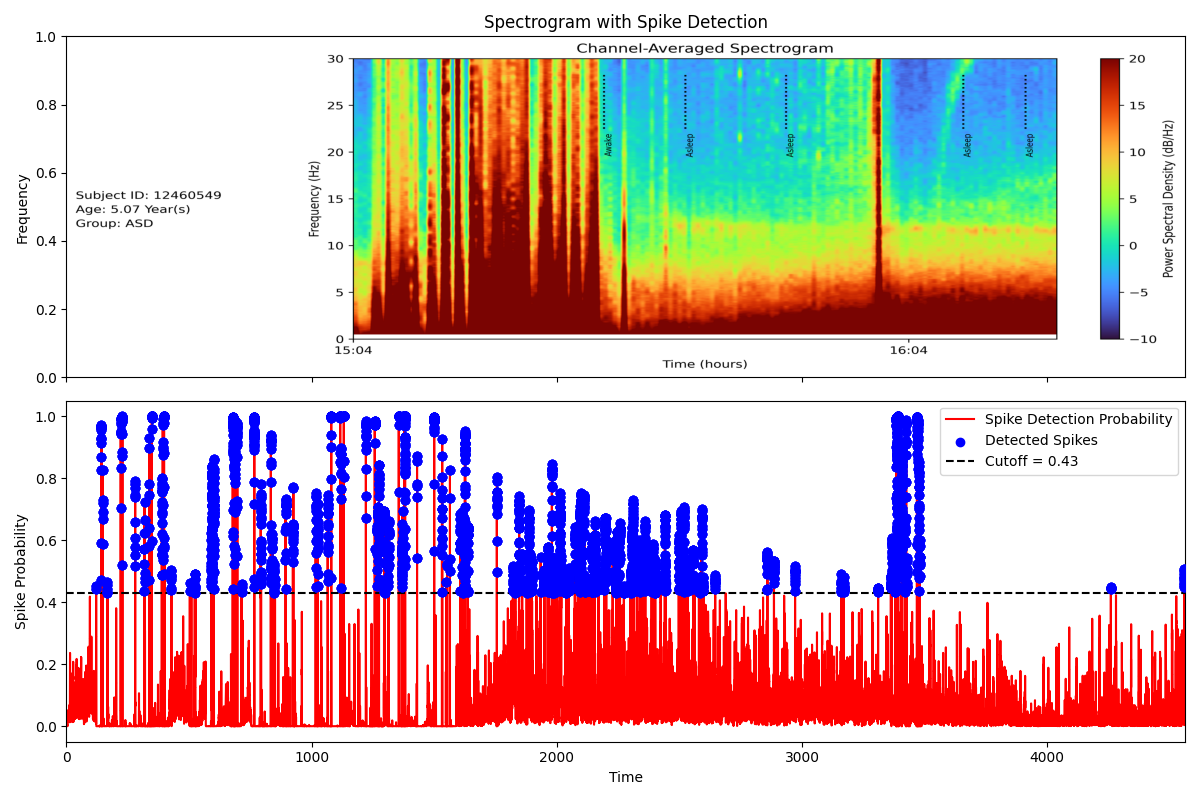 Spectrogram with Spike Detection
Channel-Averaged Spectrogram
1.0
0.8
0.6
0.4
0.2
0.0
Frequency
Subject ID: 12460549
Age: 5.07 Year(s)
Group: ASD
30
25
20
15
10
5
0
Frequency (Hz)
Awake
Asleep
Asleep
Asleep
Asleep
15:04
16:04
Time (hours)
20
15
10
5
0
−5
−10
Power Spectral Density (dB/Hz)
Spike Detection Probability
Detected Spikes
Cutoff = 0.43
1.0
0.8
0.6
0.4
0.2
0.0
Spike Probability
0
1000
2000
3000
4000
Time